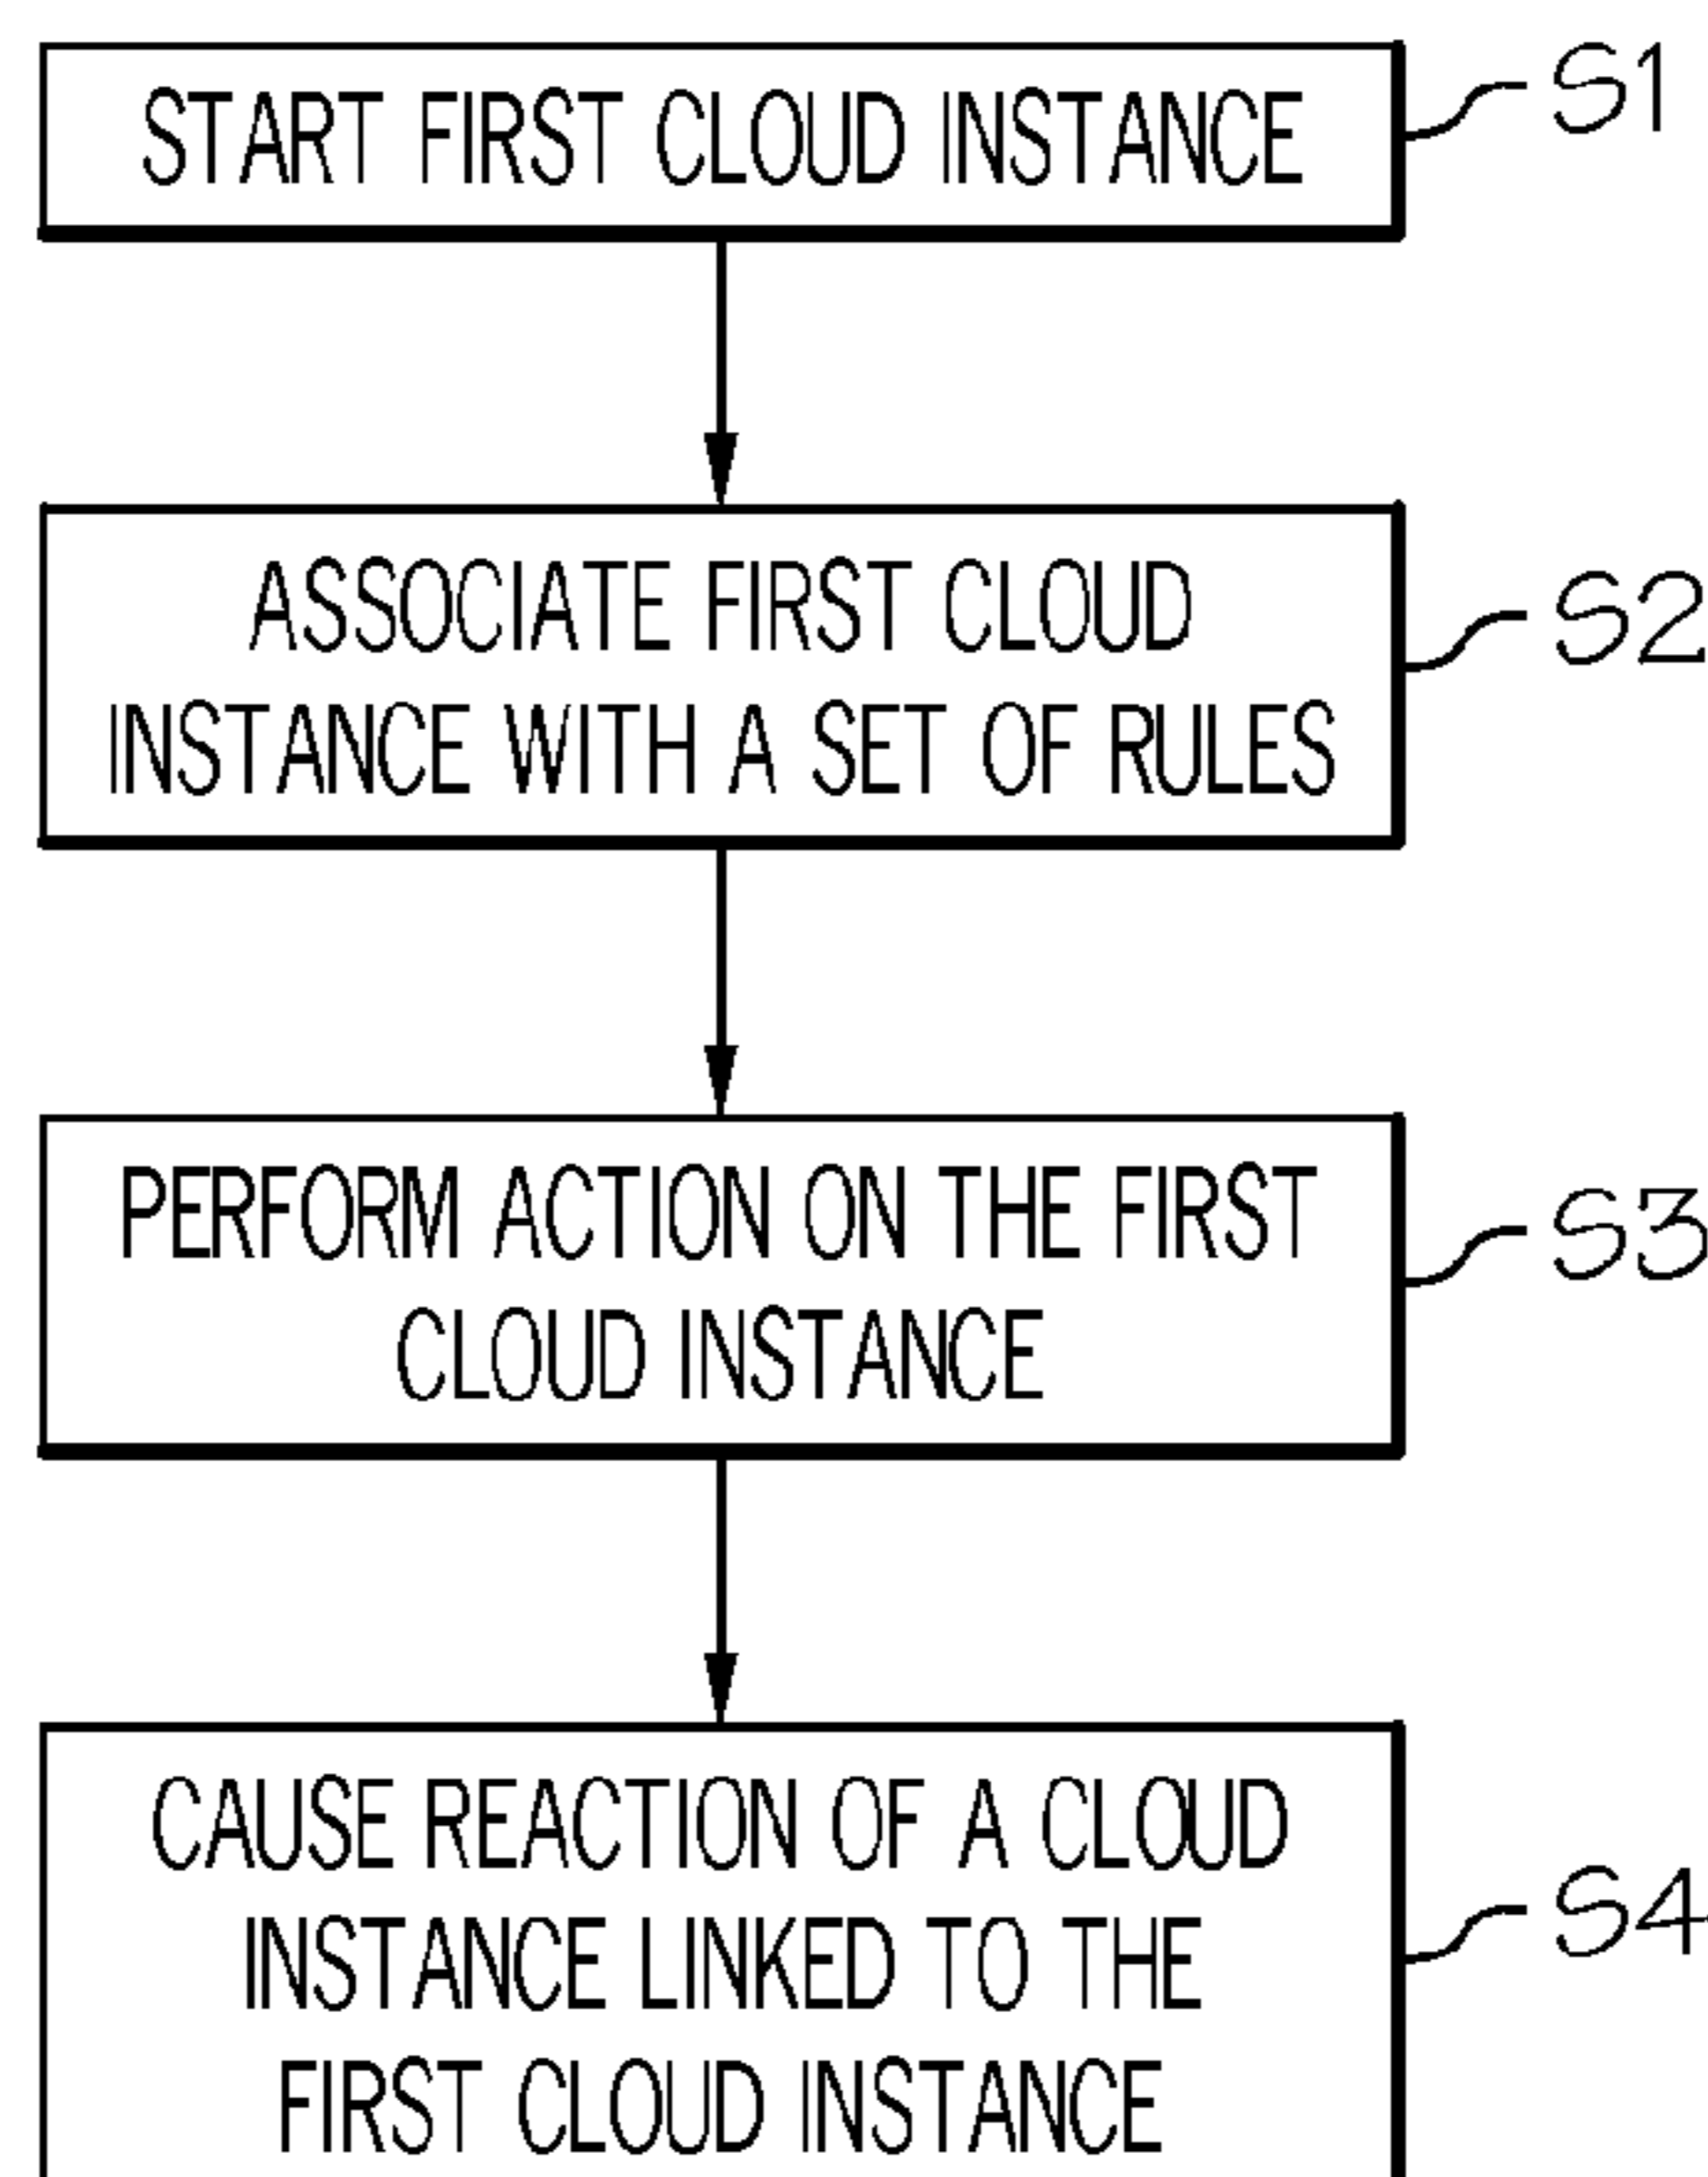 START FIRST CLOUD INSTANCE
S1
ASSOCIATE FIRST CLOUD
INSTANCE WITH A SET OF RULES
S2
PERFORM ACTION ON THE FIRST
CLOUD INSTANCE
S3
CAUSE REACTION OF A CLOUD
INSTANCE LINKED TO THE
FIRST CLOUD INSTANCE
S4